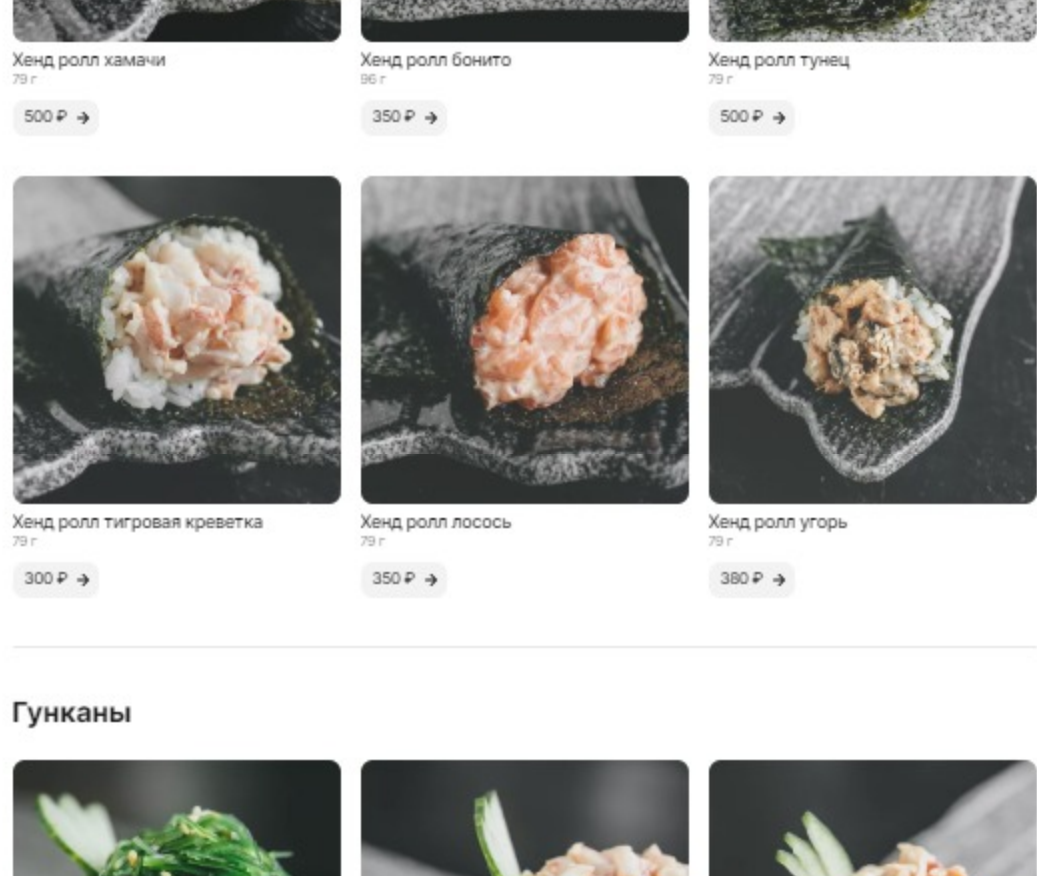 Хенд ролл хамачи
79 г
500 ₽ →
Хенд ролл бонито
96 г
350 ₽ →
Хенд ролл тунец
79 г
500 ₽ →
Хенд ролл тигровая креветка
79 г
300 ₽ →
Хенд ролл лосось
79 г
350 ₽ →
Хенд ролл угорь
79 г
380 ₽ →
Гунканы